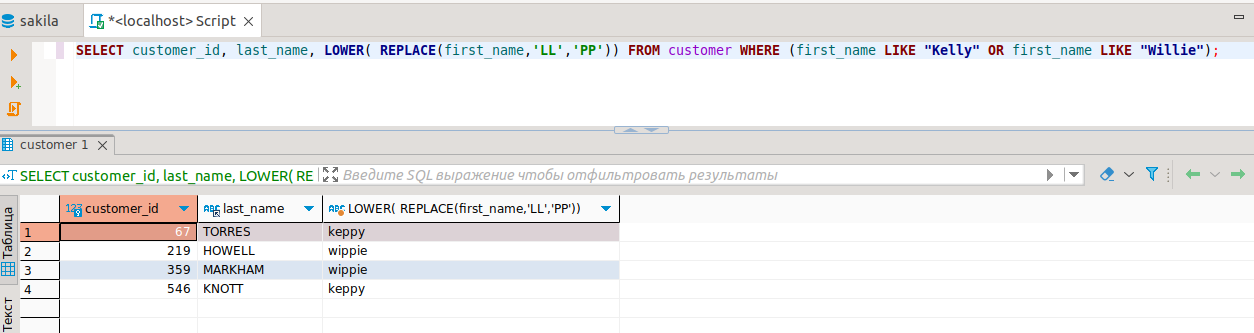 sakila
*<localhost> Script
SELECT customer_id, last_name, LOWER( REPLACE(first_name,'LL','PP')) FROM customer WHERE (first_name LIKE "Kelly" OR first_name LIKE "Willie");
customer 1
SELECT customer_id, last_name, LOWER( RE
Введите SQL выражение чтобы отфильтровать результаты
Таблица
Текст
123 customer_id ABC last_name ABC LOWER( REPLACE(first_name,'LL','PP'))
1 67 TORRES keppy
2 219 HOWELL wippie
3 359 MARKHAM wippie
4 546 KNOTT keppy